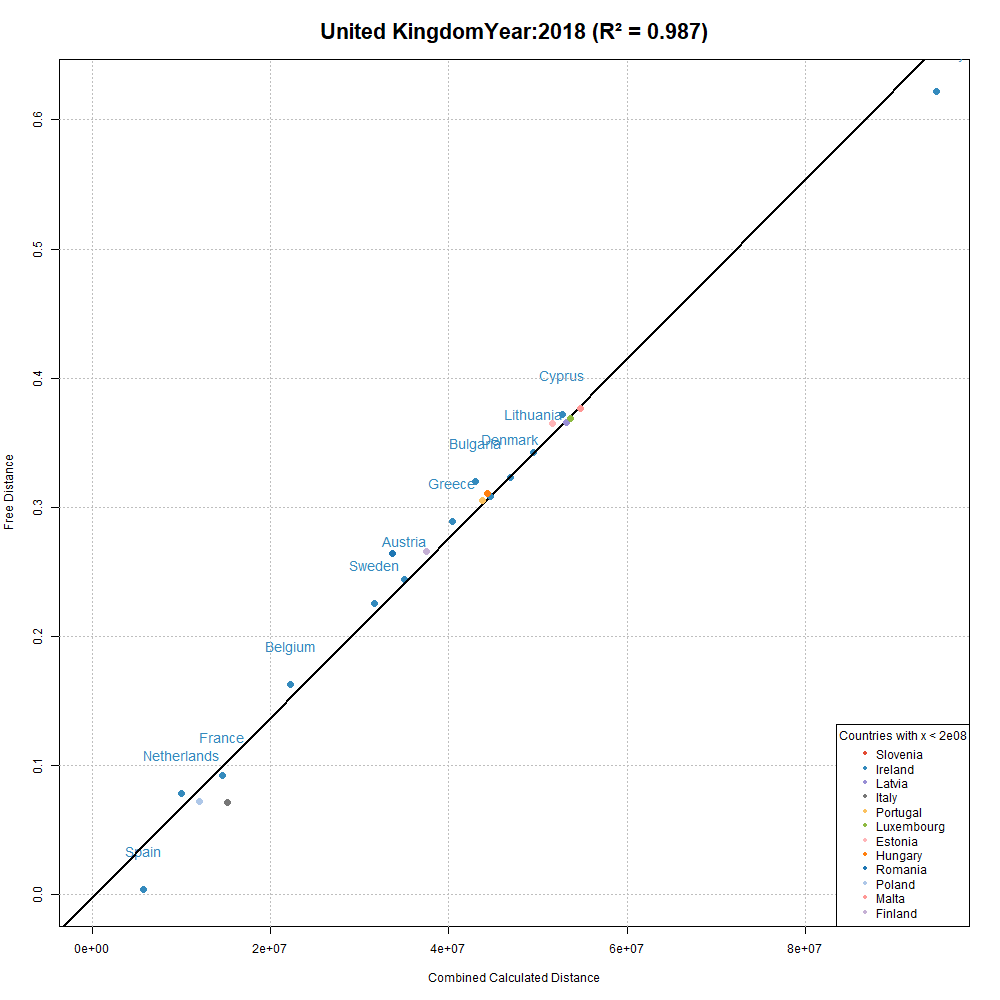 United KingdomYear:2018 (R² = 0.987)
0.6
0.5
0.4
0.3
0.2
0.1
0.0
Free Distance
Cyprus
Lithuania
Denmark
Bulgaria
Greece
Austria
Sweden
Belgium
France
Netherlands
Spain
Countries with x < 2e08
Slovenia
Ireland
Latvia
Italy
Portugal
Luxembourg
Estonia
Hungary
Romania
Poland
Malta
Finland
0e+00 2e+07 4e+07 6e+07 8e+07
Combined Calculated Distance